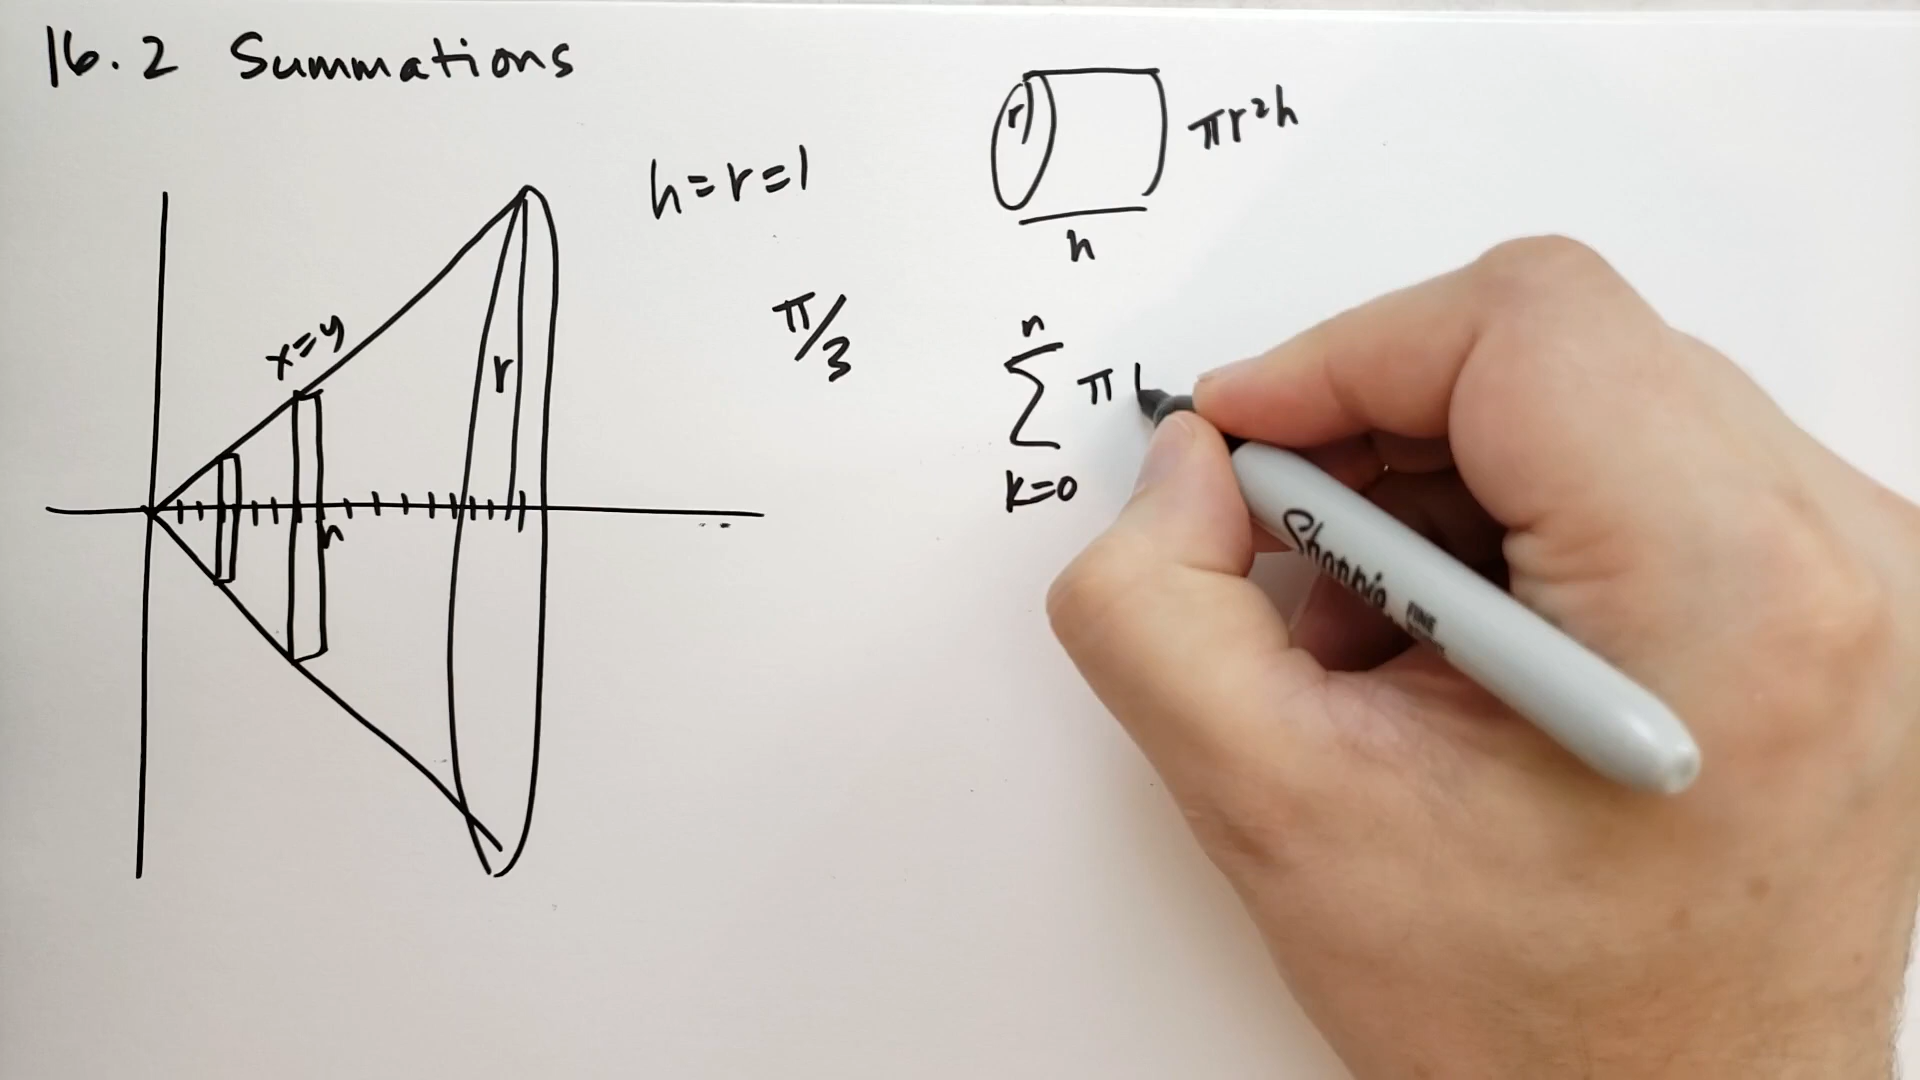 16.2 Summations
r
πr²h
h
h=r=1
π/3
x=y
r
n
n
∑ π
k=0
Sharpie
FINE